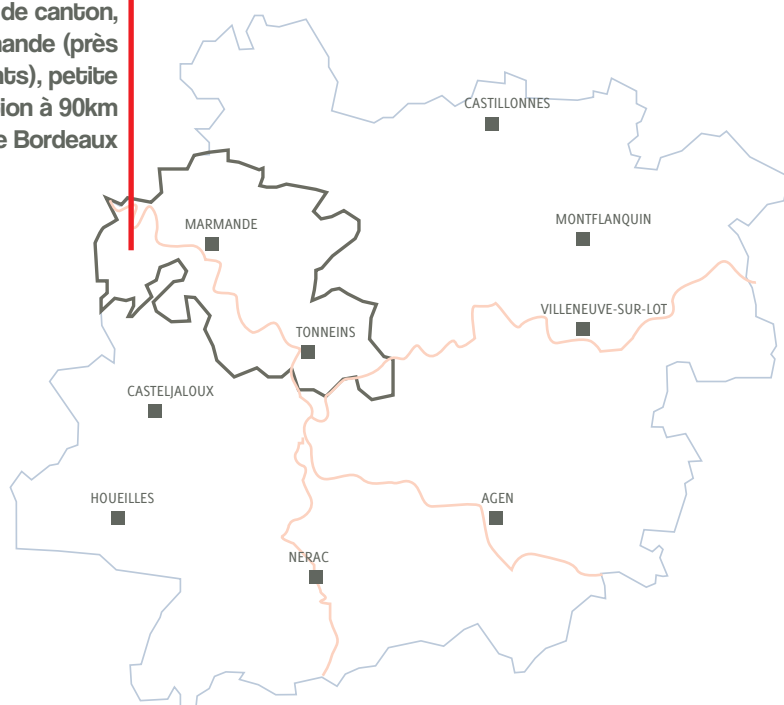 de canton,
ande (près
ts), petite
ion à 90km
e Bordeaux
CASTILLONNES
MARMANDE
MONTFLANQUIN
VILLENEUVE-SUR-LOT
TONNEINS
CASTELJALOUX
HOUEILLES
AGEN
NERAC